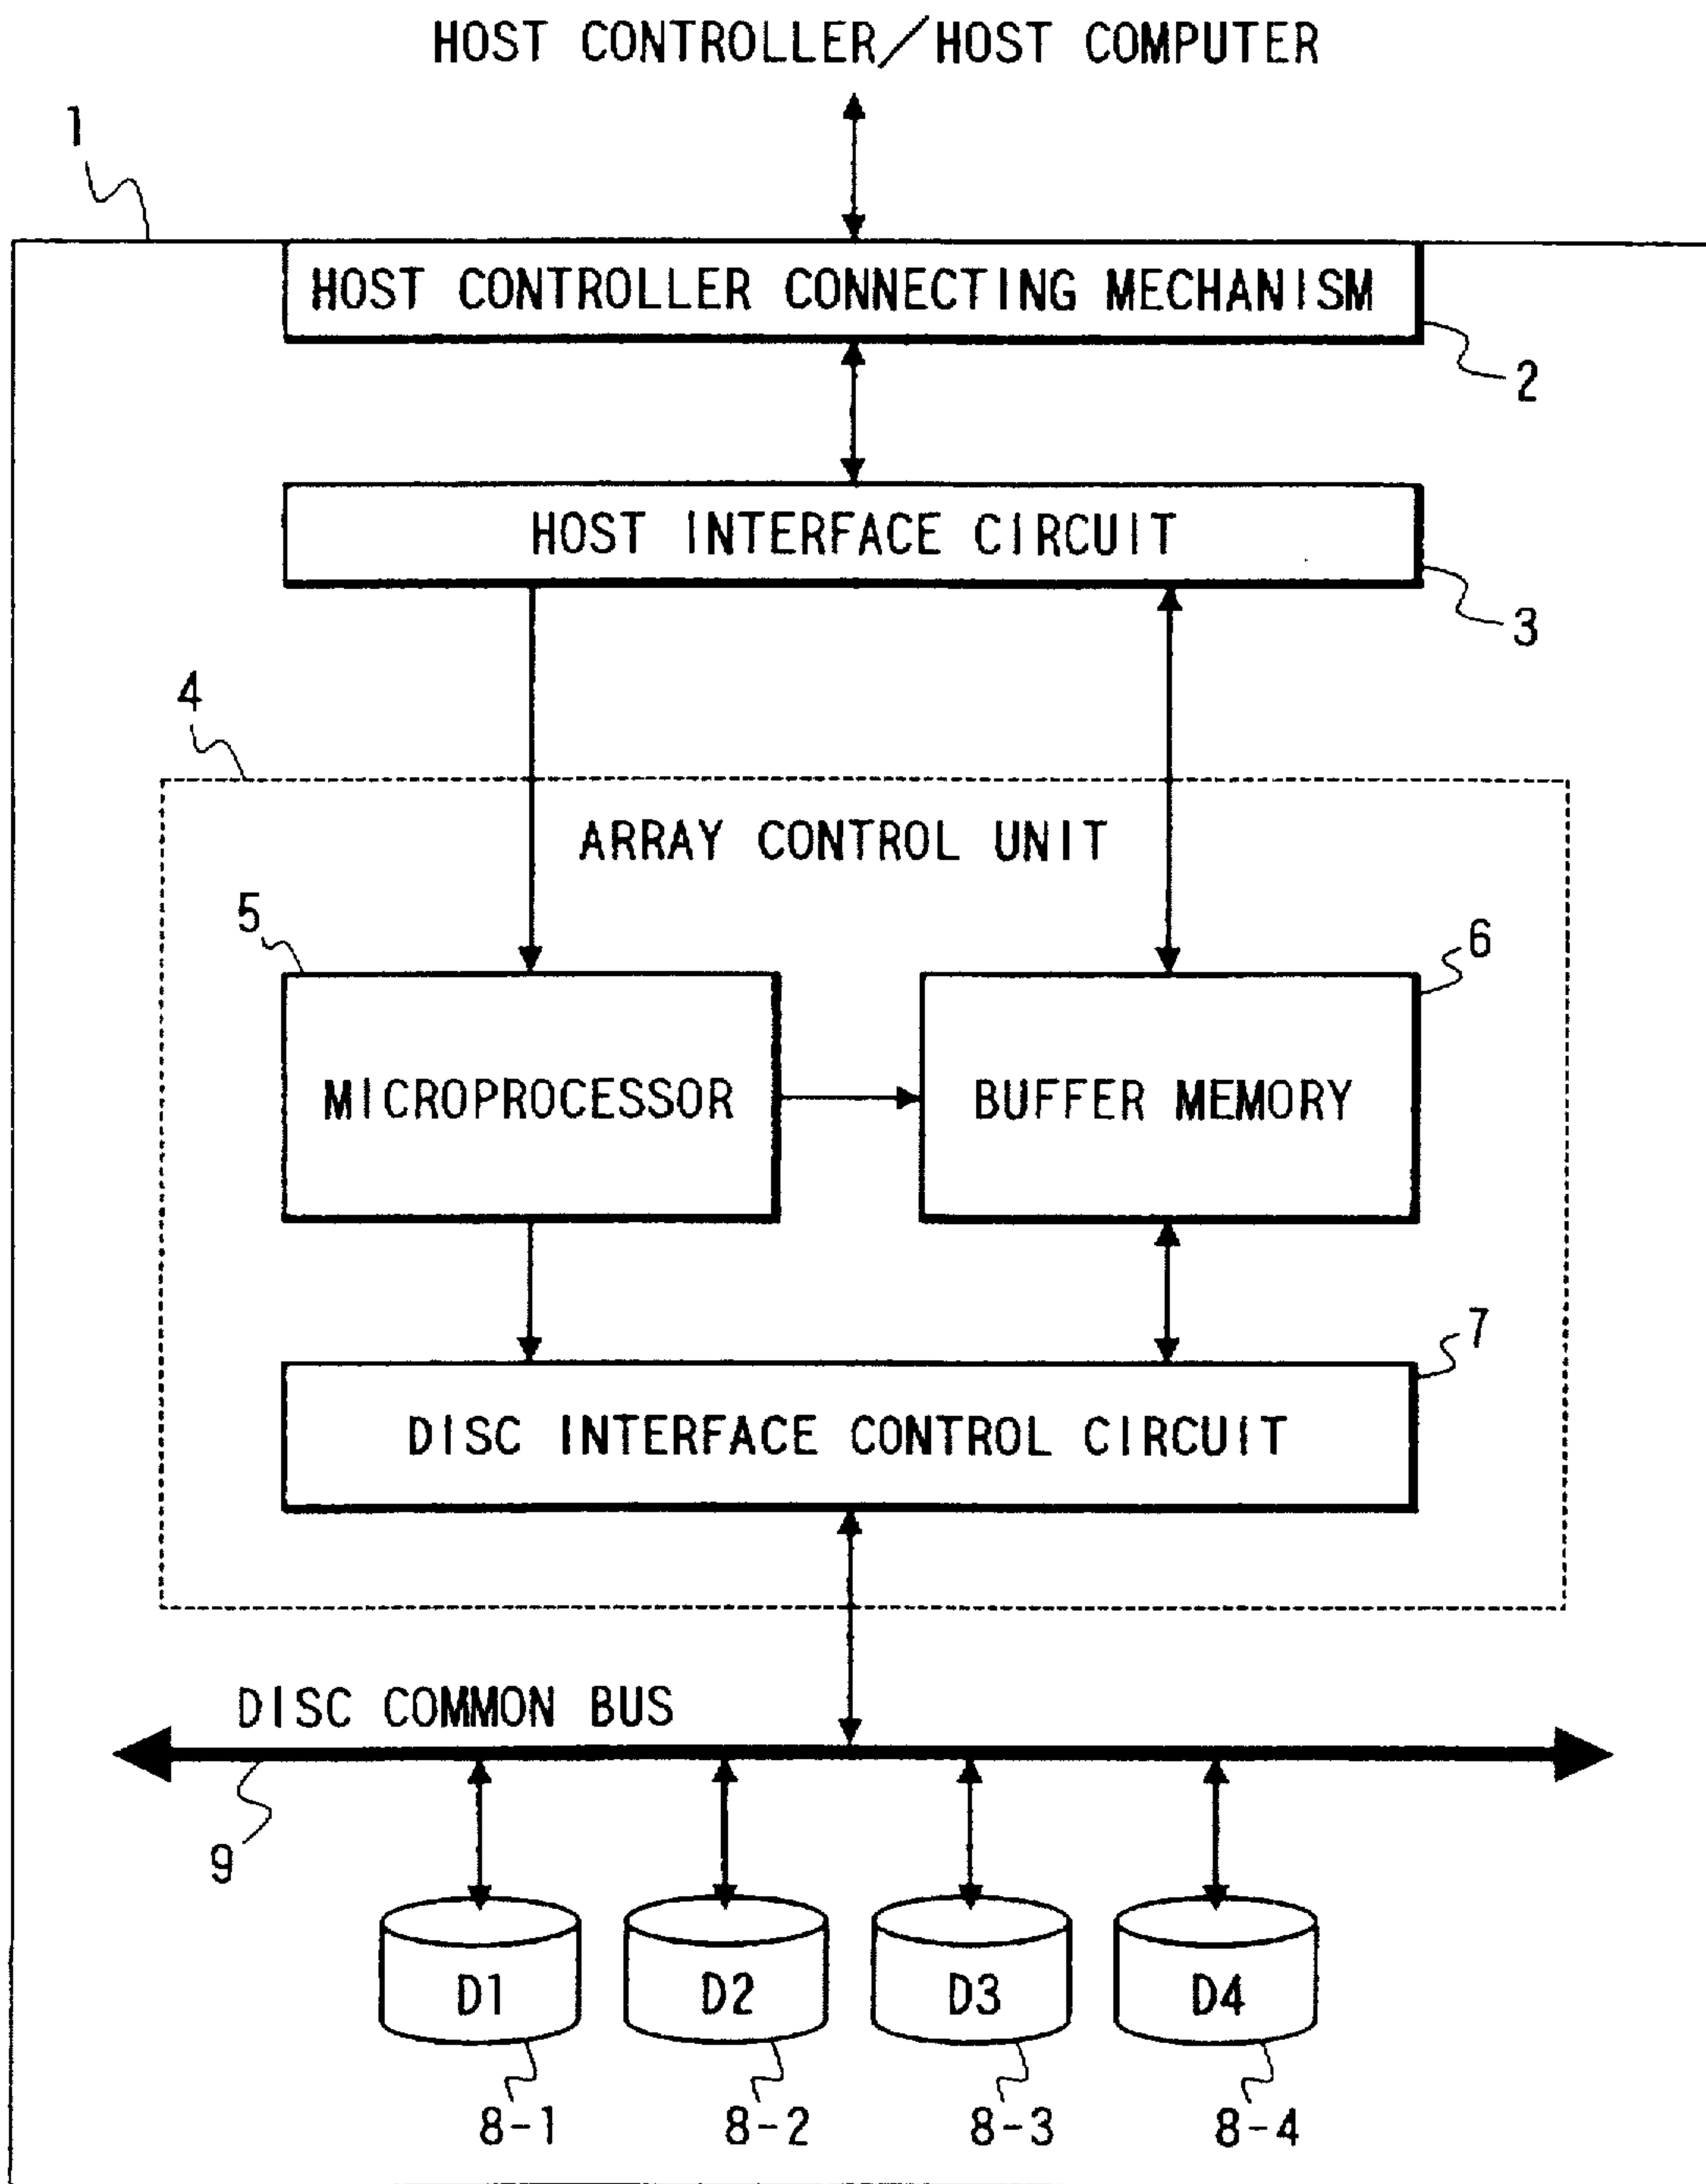 HOST CONTROLLER/HOST COMPUTER
1
HOST CONTROLLER CONNECTING MECHANISM
2
HOST INTERFACE CIRCUIT
3
4
ARRAY CONTROL UNIT
5
6
MICROPROCESSOR
BUFFER MEMORY
7
DISC INTERFACE CONTROL CIRCUIT
DISC COMMON BUS
9
D1
D2
D3
D4
8-1
8-2
8-3
8-4